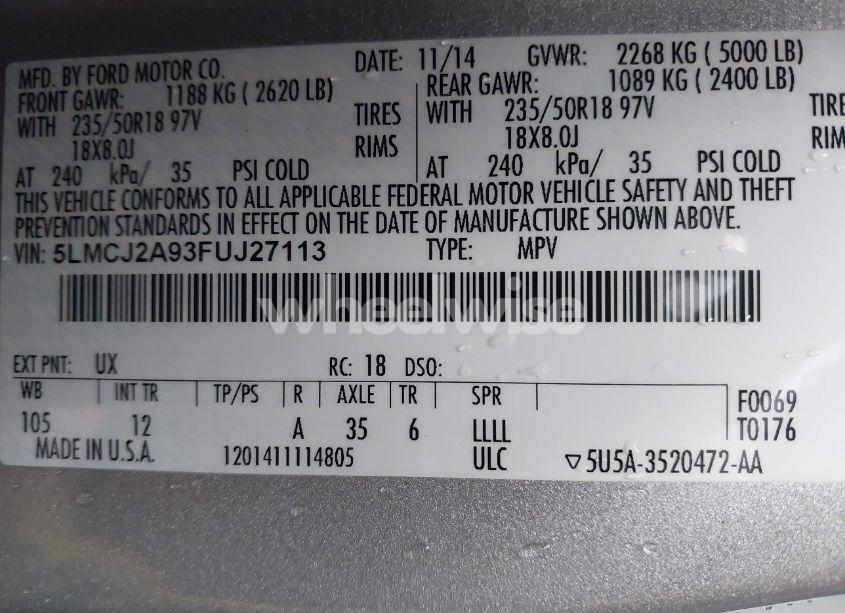 MFD. BY FORD MOTOR CO. DATE: 11/14 GVWR: 2268 KG ( 5000 LB)
FRONT GAWR: 1188 KG ( 2620 LB) REAR GAWR: 1089 KG ( 2400 LB)
WITH 235/50R18 97V TIRES WITH 235/50R18 97V TIRE
18X8.0J RIMS 18X8.0J RIM
AT 240 kPa/ 35 PSI COLD AT 240 kPa/ 35 PSI COLD
THIS VEHICLE CONFORMS TO ALL APPLICABLE FEDERAL MOTOR VEHICLE SAFETY AND THEFT
PREVENTION STANDARDS IN EFFECT ON THE DATE OF MANUFACTURE SHOWN ABOVE.
VIN: 5LMCJ2A93FUJ27113 TYPE: MPV
wheelwise
EXT PNT: UX RC: 18 DSO:
WB INT TR TP/PS R AXLE TR SPR
105 12 A 35 6 LLLL
F0069
T0176
MADE IN U.S.A. 1201411114805 ULC ▽5U5A-3520472-AA